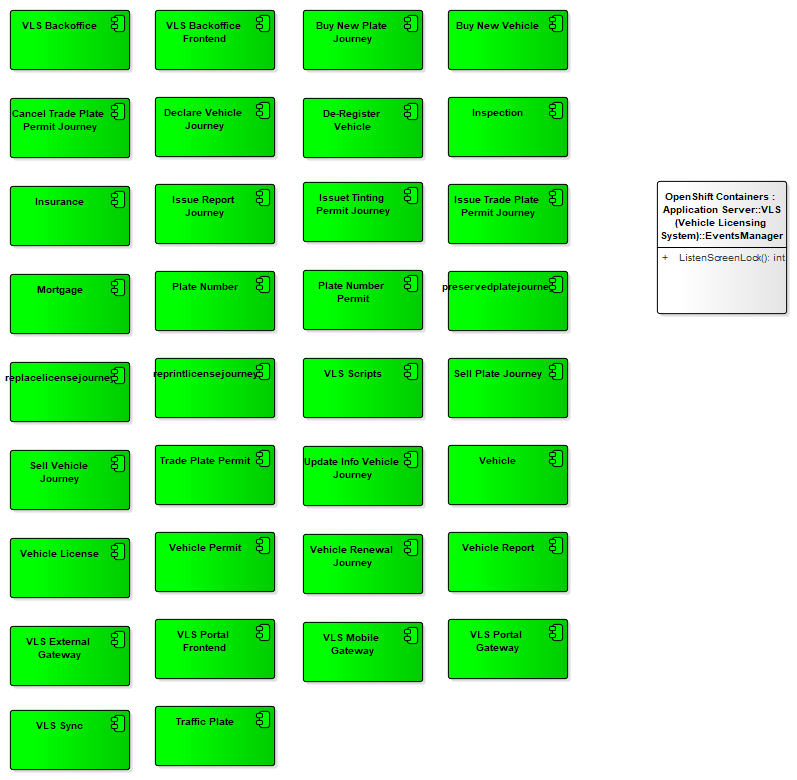 VLS Backoffice
VLS Backoffice
Frontend
Buy New Plate
Journey
Buy New Vehicle
Cancel Trade Plate
Permit Journey
Declare Vehicle
Journey
De-Register
Vehicle
Inspection
Insurance
Issue Report
Journey
Issuet Tinting
Permit Journey
Issue Trade Plate
Permit Journey
OpenShift Containers :
Application Server::VLS
(Vehicle Licensing
System)::EventsManager
+ ListenScreenLock(): int
Mortgage
Plate Number
Plate Number
Permit
preservedplatejourney
replacelicensejourney
reprintlicensejourney
VLS Scripts
Sell Plate Journey
Sell Vehicle
Journey
Trade Plate Permit
Update Info Vehicle
Journey
Vehicle
Vehicle License
Vehicle Permit
Vehicle Renewal
Journey
Vehicle Report
VLS External
Gateway
VLS Portal
Frontend
VLS Mobile
Gateway
VLS Portal
Gateway
VLS Sync
Traffic Plate